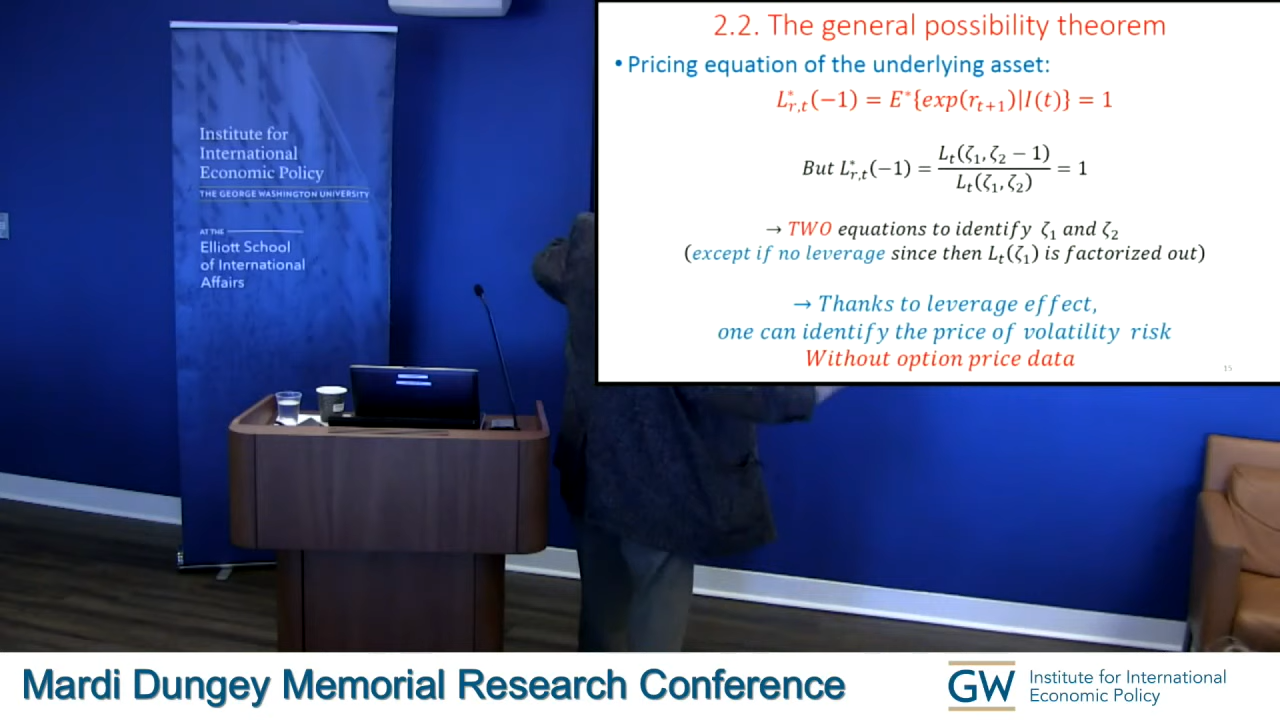 2.2. The general possibility theorem
• Pricing equation of the underlying asset:
L*r,t(−1) = E*{exp(rt+1)|I(t)} = 1
But L*r,t(−1) = Lt(ζ1, ζ2 − 1) / Lt(ζ1, ζ2) = 1
→ TWO equations to identify ζ1 and ζ2
(except if no leverage since then Lt(ζ1) is factorized out)
→ Thanks to leverage effect,
one can identify the price of volatility risk
Without option price data
15
Institute for
International
Economic Policy
THE GEORGE WASHINGTON UNIVERSITY
AT THE
Elliott School
of International
Affairs
Mardi Dungey Memorial Research Conference
GW
Institute for International
Economic Policy